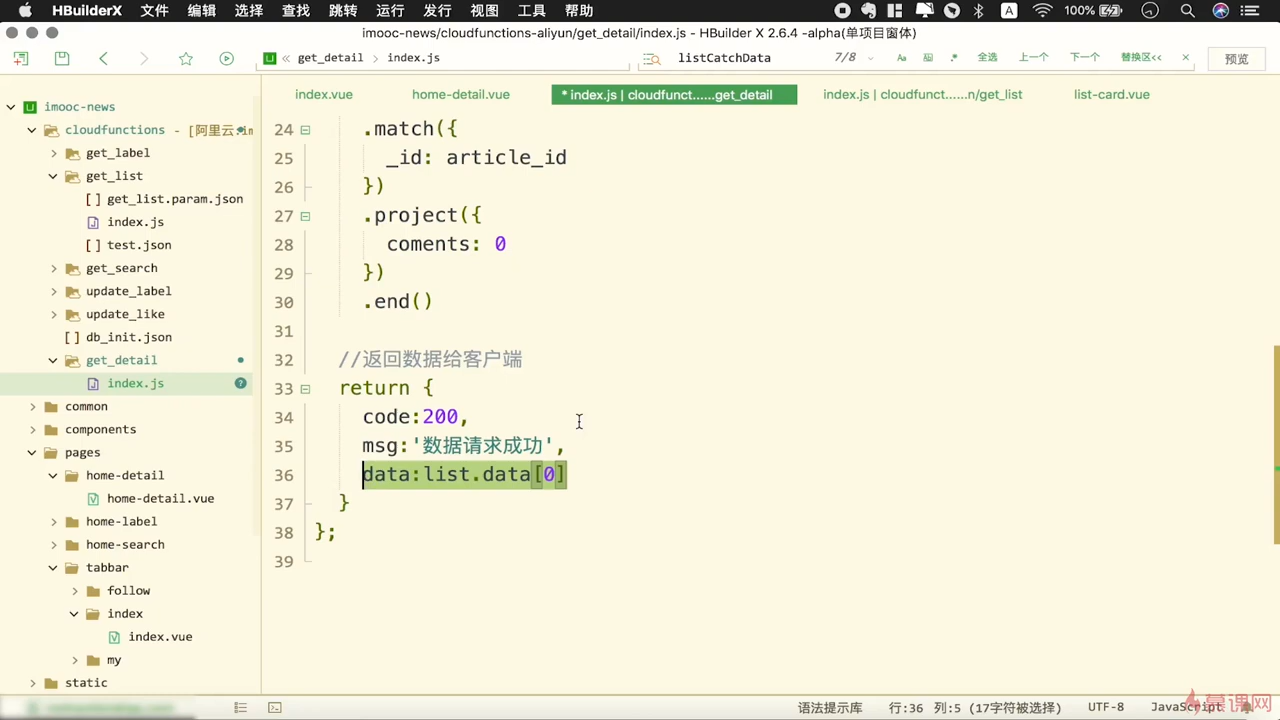 HBuilderX 文件 编辑 选择 查找 跳转 运行 发行 视图 工具 帮助 A 100%
imooc-news/cloudfunctions-aliyun/get_detail/index.js - HBuilder X 2.6.4 -alpha(单项目窗体)
get_detail index.js listCatchData 7/8 Aa 全选 上一个 下一个 替换区<< 预览
index.vue home-detail.vue * index.js | cloudfunct......get_detail index.js | cloudfunct......n/get_list list-card.vue
imooc-news
cloudfunctions - [阿里云:im
get_label
get_list
get_list.param.json
index.js
test.json
get_search
update_label
update_like
db_init.json
get_detail
index.js
common
components
pages
home-detail
home-detail.vue
home-label
home-search
tabbar
follow
index
index.vue
my
static
24 .match({
25 _id: article_id
26 })
27 .project({
28 coments: 0
29 })
30 .end()
31
32 //返回数据给客户端
33 return {
34 code:200,
35 msg:'数据请求成功',
36 data:list.data[0]
37 }
38 };
39
语法提示库 行:36 列:5 (17字符被选择) UTF-8 JavaScript
慕课网